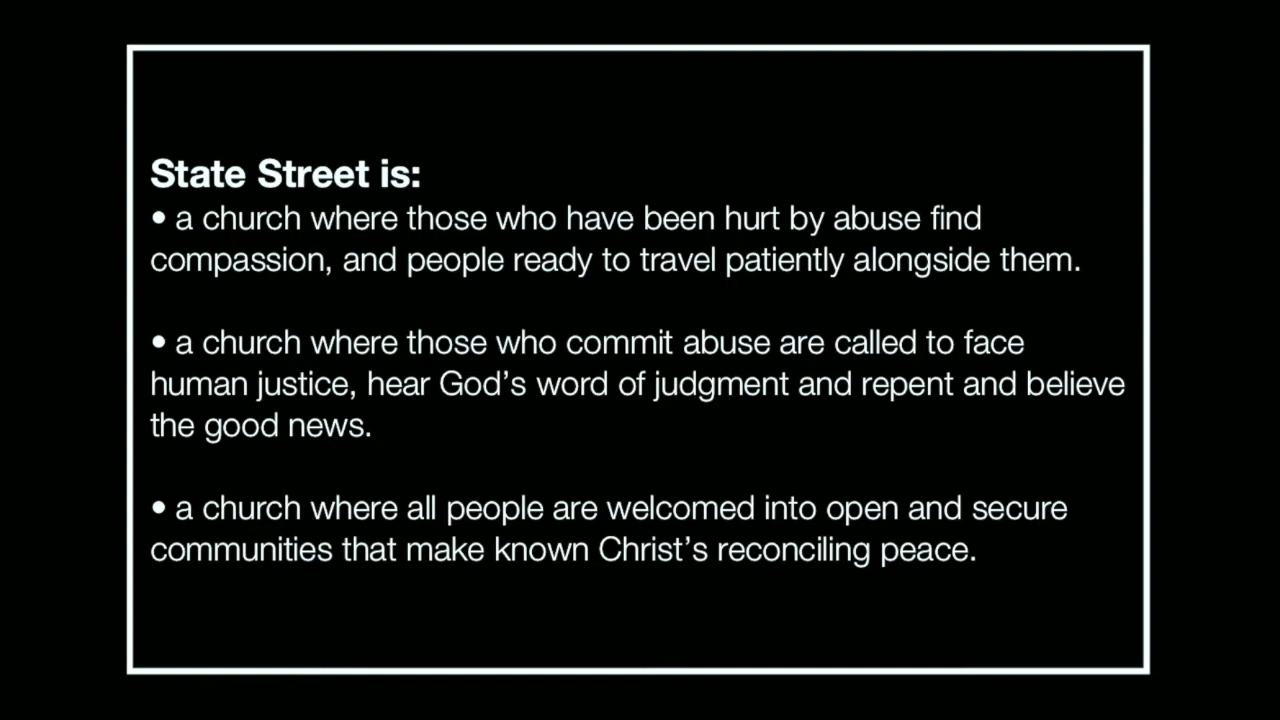 State Street is:
• a church where those who have been hurt by abuse find
compassion, and people ready to travel patiently alongside them.
• a church where those who commit abuse are called to face
human justice, hear God’s word of judgment and repent and believe
the good news.
• a church where all people are welcomed into open and secure
communities that make known Christ’s reconciling peace.